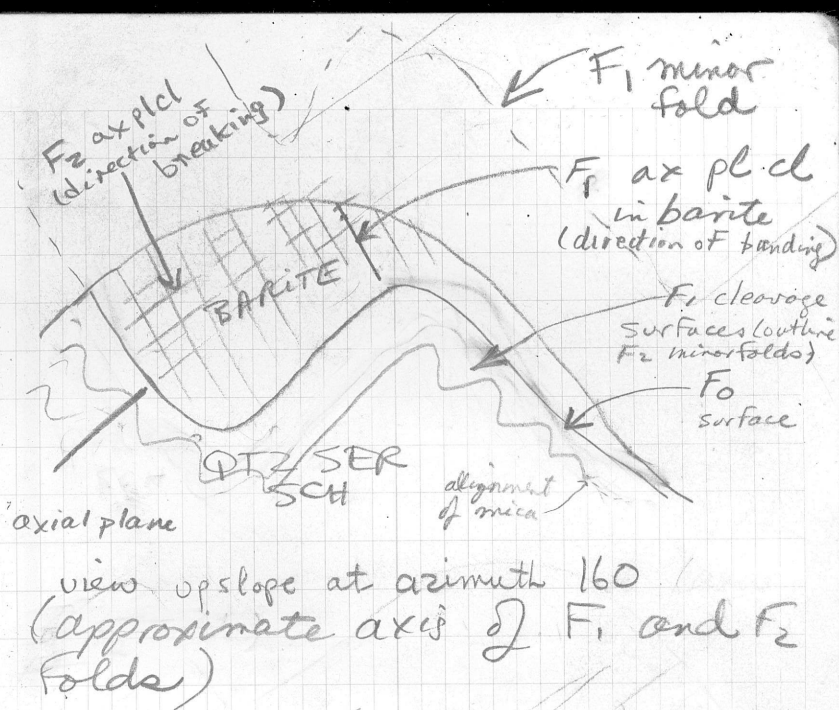 F1 minor
fold
F2 ax pl cl
(direction of
breaking)
F1 ax pl. cl
in barite
(direction of banding)
BARITE
F1 cleavage
surfaces (outline
F2 minor folds)
F0
surface
QTZ SER
SCH
alignment
of mica
axial plane
view upslope at azimuth 160
(approximate axis of F1 and F2
folds)